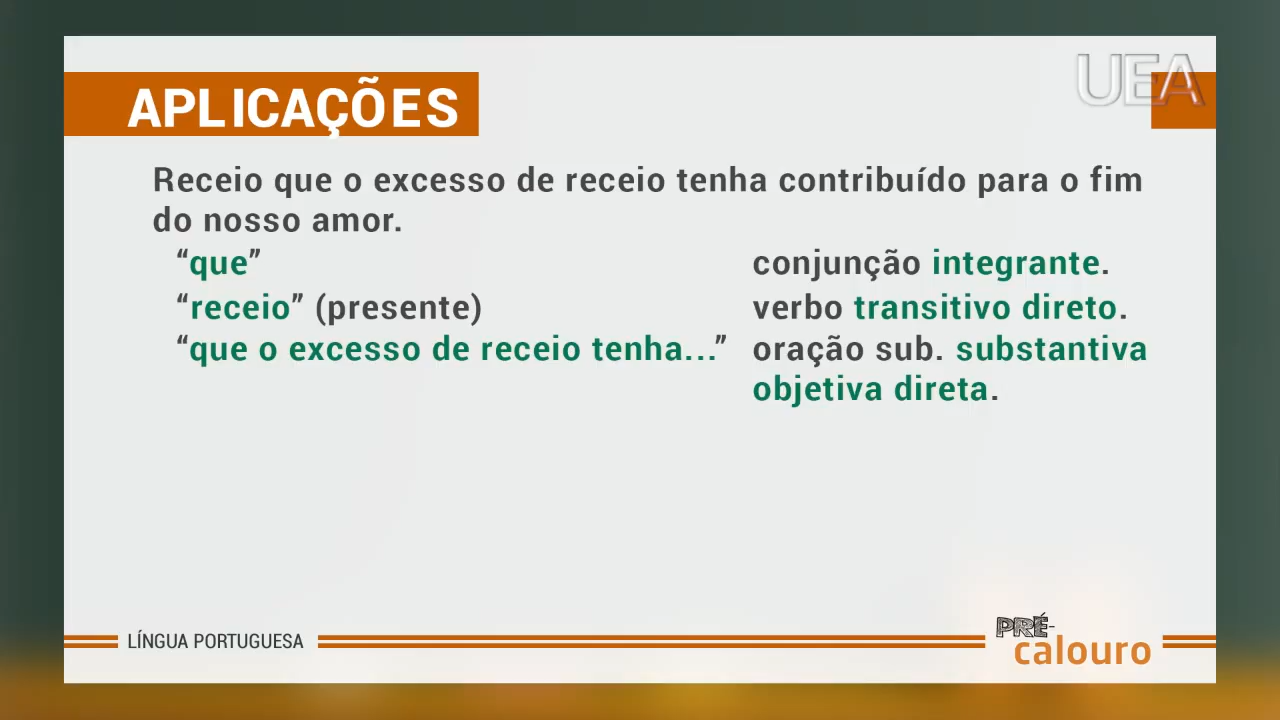 UEA
APLICAÇÕES
Receio que o excesso de receio tenha contribuído para o fim
do nosso amor.
“que” conjunção integrante.
“receio” (presente) verbo transitivo direto.
“que o excesso de receio tenha...” oração sub. substantiva
objetiva direta.
LÍNGUA PORTUGUESA
PRÉ-
calouro